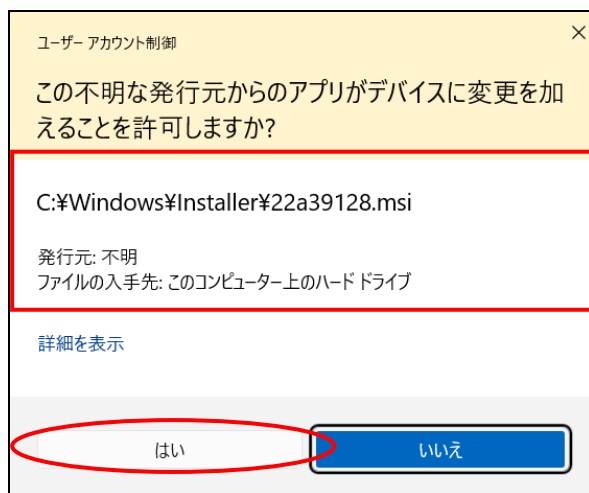 ユーザー アカウント制御
この不明な発行元からのアプリがデバイスに変更を加
えることを許可しますか?
C:¥Windows¥Installer¥22a39128.msi
発行元: 不明
ファイルの入手先: このコンピューター上のハード ドライブ
詳細を表示
はい
いいえ